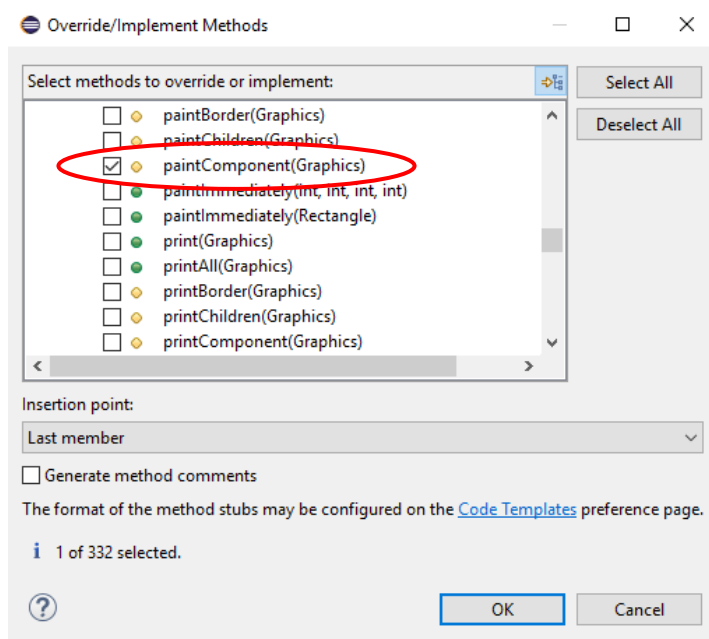 Override/Implement Methods
Select methods to override or implement:
Select All
Deselect All
paintBorder(Graphics)
paintChildren(Graphics)
paintComponent(Graphics)
paintImmediately(int, int, int, int)
paintImmediately(Rectangle)
print(Graphics)
printAll(Graphics)
printBorder(Graphics)
printChildren(Graphics)
printComponent(Graphics)
Insertion point:
Last member
Generate method comments
The format of the method stubs may be configured on the Code Templates preference page.
i 1 of 332 selected.
? OK Cancel